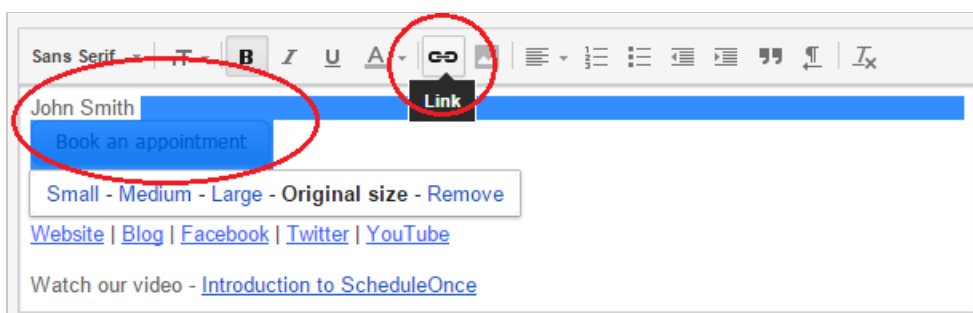 Sans Serif T B I U A Tx
Link
John Smith
Book an appointment
Small - Medium - Large - Original size - Remove
Website | Blog | Facebook | Twitter | YouTube
Watch our video - Introduction to ScheduleOnce